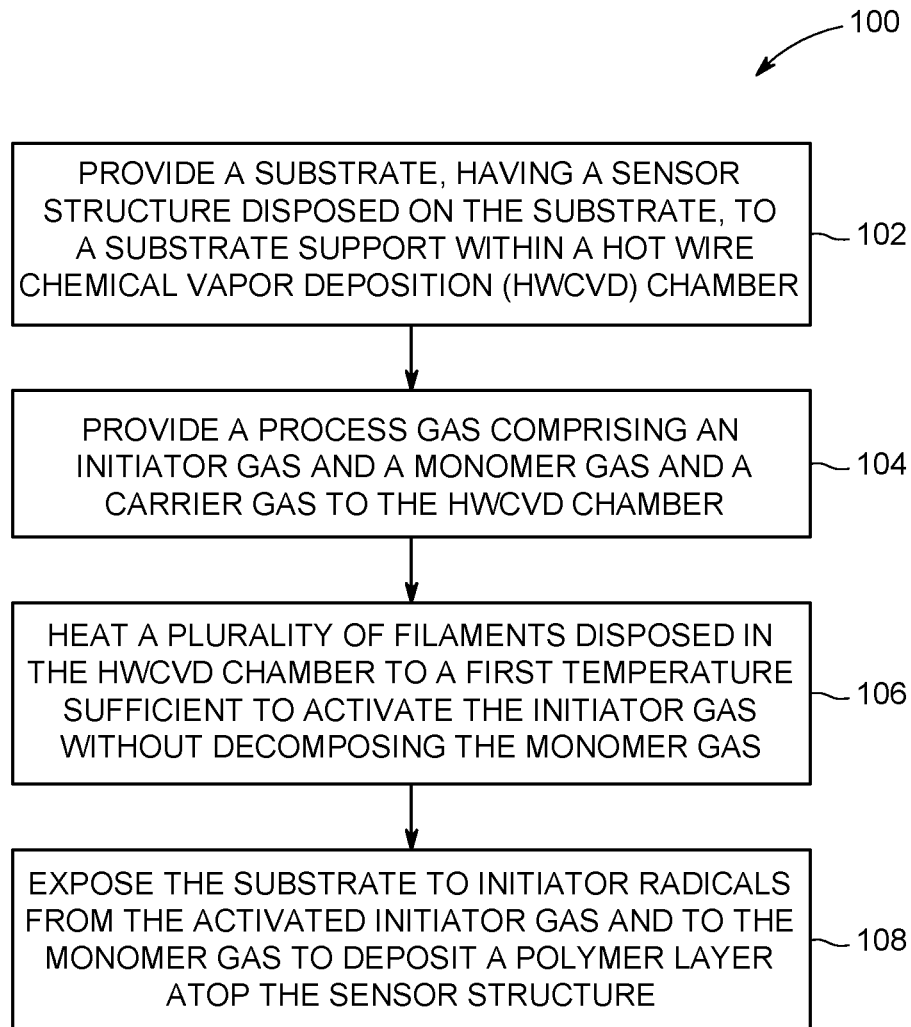 100
PROVIDE A SUBSTRATE, HAVING A SENSOR
STRUCTURE DISPOSED ON THE SUBSTRATE, TO
A SUBSTRATE SUPPORT WITHIN A HOT WIRE
CHEMICAL VAPOR DEPOSITION (HWCVD) CHAMBER
102
PROVIDE A PROCESS GAS COMPRISING AN
INITIATOR GAS AND A MONOMER GAS AND A
CARRIER GAS TO THE HWCVD CHAMBER
104
HEAT A PLURALITY OF FILAMENTS DISPOSED IN
THE HWCVD CHAMBER TO A FIRST TEMPERATURE
SUFFICIENT TO ACTIVATE THE INITIATOR GAS
WITHOUT DECOMPOSING THE MONOMER GAS
106
EXPOSE THE SUBSTRATE TO INITIATOR RADICALS
FROM THE ACTIVATED INITIATOR GAS AND TO THE
MONOMER GAS TO DEPOSIT A POLYMER LAYER
ATOP THE SENSOR STRUCTURE
108